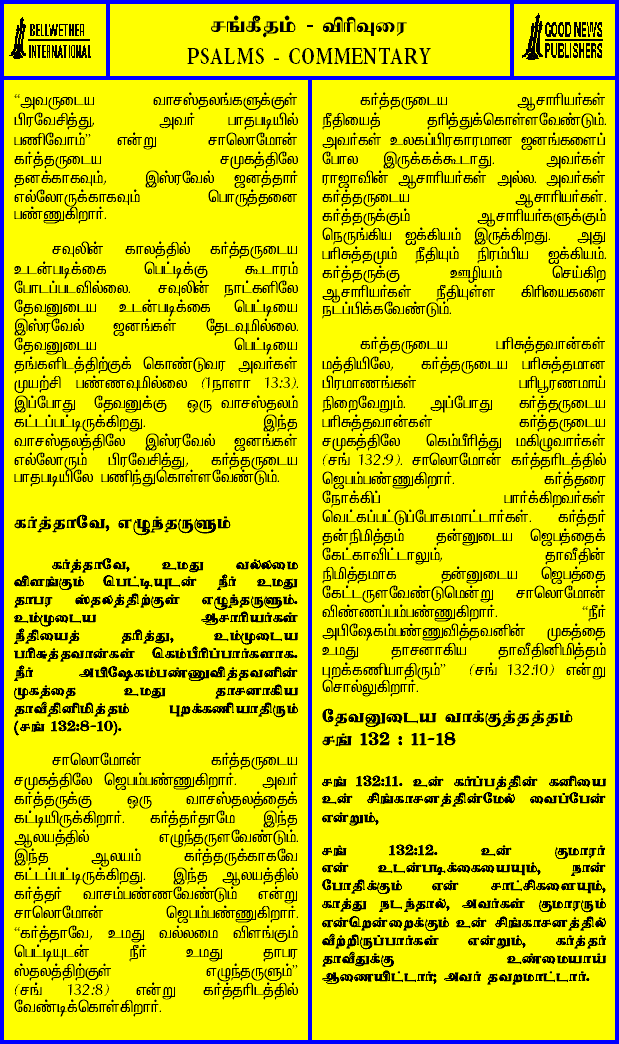 BELLWETHER
INTERNATIONAL
சங்கீதம் - விரிவுரை
PSALMS - COMMENTARY
GOOD NEWS
PUBLISHERS
“அவருடைய வாசஸ்தலங்களுக்குள்
பிரவேசித்து, அவர் பாதபடியில்
பணிவோம்” என்று சாலொமோன்
கர்த்தருடைய சமுகத்திலே
தனக்காகவும், இஸ்ரவேல் ஜனத்தார்
எல்லோருக்காகவும் பொருத்தனை
பண்ணுகிறார்.
சவுலின் காலத்தில் கர்த்தருடைய
உடன்படிக்கை பெட்டிக்கு கூடாரம்
போடப்படவில்லை. சவுலின் நாட்களிலே
தேவனுடைய உடன்படிக்கை பெட்டியை
இஸ்ரவேல் ஜனங்கள் தேடவுமில்லை.
தேவனுடைய பெட்டியை
தங்களிடத்திற்குக் கொண்டுவர அவர்கள்
முயற்சி பண்ணவுமில்லை (1நாளா 13:3).
இப்போது தேவனுக்கு ஒரு வாசஸ்தலம்
கட்டப்பட்டிருக்கிறது. இந்த
வாசஸ்தலத்திலே இஸ்ரவேல் ஜனங்கள்
எல்லோரும் பிரவேசித்து, கர்த்தருடைய
பாதபடியிலே பணிந்துகொள்ளவேண்டும்.
கர்த்தாவே, எழுந்தருளும்
கர்த்தாவே, உமது வல்லமை
விளங்கும் பெட்டியுடன் நீர் உமது
தாபர ஸ்தலத்திற்குள் எழுந்தருளும்.
உம்முடைய ஆசாரியர்கள்
நீதியைத் தரித்து, உம்முடைய
பரிசுத்தவான்கள் கெம்பீரிப்பார்களாக.
நீர் அபிஷேகம்பண்ணுவித்தவனின்
முகத்தை உமது தாசனாகிய
தாவீதினிமித்தம் புறக்கணியாதிரும்
(சங் 132:8-10).
சாலொமோன் கர்த்தருடைய
சமுகத்திலே ஜெபம்பண்ணுகிறார். அவர்
கர்த்தருக்கு ஒரு வாசஸ்தலத்தைக்
கட்டியிருக்கிறார். கர்த்தர்தாமே இந்த
ஆலயத்தில் எழுந்தருளவேண்டும்.
இந்த ஆலயம் கர்த்தருக்காகவே
கட்டப்பட்டிருக்கிறது. இந்த ஆலயத்தில்
கர்த்தர் வாசம்பண்ணவேண்டும் என்று
சாலொமோன் ஜெபம்பண்ணுகிறார்.
“கர்த்தாவே, உமது வல்லமை விளங்கும்
பெட்டியுடன் நீர் உமது தாபர
ஸ்தலத்திற்குள் எழுந்தருளும்”
(சங் 132:8) என்று கர்த்தரிடத்தில்
வேண்டிக்கொள்கிறார்.
கர்த்தருடைய ஆசாரியர்கள்
நீதியைத் தரித்துக்கொள்ளவேண்டும்.
அவர்கள் உலகப்பிரகாரமான ஜனங்களைப்
போல இருக்கக்கூடாது. அவர்கள்
ராஜாவின் ஆசாரியர்கள் அல்ல. அவர்கள்
கர்த்தருடைய ஆசாரியர்கள்.
கர்த்தருக்கும் ஆசாரியர்களுக்கும்
நெருங்கிய ஐக்கியம் இருக்கிறது. அது
பரிசுத்தமும் நீதியும் நிரம்பிய ஐக்கியம்.
கர்த்தருக்கு ஊழியம் செய்கிற
ஆசாரியர்கள் நீதியுள்ள கிரியைகளை
நடப்பிக்கவேண்டும்.
கர்த்தருடைய பரிசுத்தவான்கள்
மத்தியிலே, கர்த்தருடைய பரிசுத்தமான
பிரமாணங்கள் பரிபூரணமாய்
நிறைவேறும். அப்போது கர்த்தருடைய
பரிசுத்தவான்கள் கர்த்தருடைய
சமுகத்திலே கெம்பீரித்து மகிழுவார்கள்
(சங் 132:9). சாலொமோன் கர்த்தரிடத்தில்
ஜெபம்பண்ணுகிறார். கர்த்தரை
நோக்கிப் பார்க்கிறவர்கள்
வெட்கப்பட்டுப்போகமாட்டார்கள். கர்த்தர்
தன்நிமித்தம் தன்னுடைய ஜெபத்தைக்
கேட்காவிட்டாலும், தாவீதின்
நிமித்தமாக தன்னுடைய ஜெபத்தை
கேட்டருளவேண்டுமென்று சாலொமோன்
விண்ணப்பம்பண்ணுகிறார். “நீர்
அபிஷேகம்பண்ணுவித்தவனின் முகத்தை
உமது தாசனாகிய தாவீதினிமித்தம்
புறக்கணியாதிரும்” (சங் 132:10) என்று
சொல்லுகிறார்.
தேவனுடைய வாக்குத்தத்தம்
சங் 132 : 11-18
சங் 132:11. உன் கர்ப்பத்தின் கனியை
உன் சிங்காசனத்தின்மேல் வைப்பேன்
என்றும்,
சங் 132:12. உன் குமாரர்
என் உடன்படிக்கையையும், நான்
போதிக்கும் என் சாட்சிகளையும்,
காத்து நடந்தால், அவர்கள் குமாரரும்
என்றென்றைக்கும் உன் சிங்காசனத்தில்
வீற்றிருப்பார்கள் என்றும், கர்த்தர்
தாவீதுக்கு உண்மையாய்
ஆணையிட்டார்; அவர் தவறமாட்டார்.